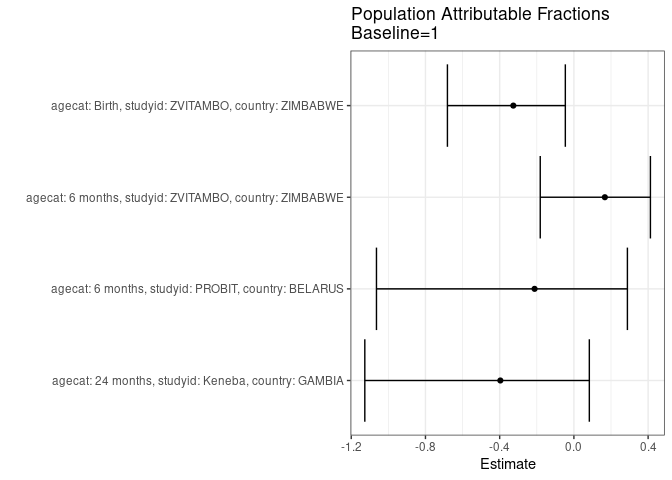 Population Attributable Fractions
Baseline=1
agecat: Birth, studyid: ZVITAMBO, country: ZIMBABWE
agecat: 6 months, studyid: ZVITAMBO, country: ZIMBABWE
agecat: 6 months, studyid: PROBIT, country: BELARUS
agecat: 24 months, studyid: Keneba, country: GAMBIA
-1.2 -0.8 -0.4 0.0 0.4
Estimate